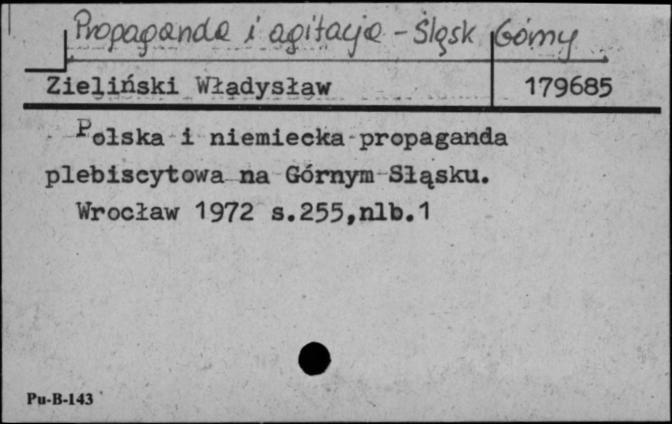 Propaganda i agitacja - Śląsk Górny
Zieliński Władysław 179685
Polska i niemiecka propaganda
plebiscytowa na Górnym Sląsku.
Wrocław 1972 s.255,nlb.1
Pu-B-143